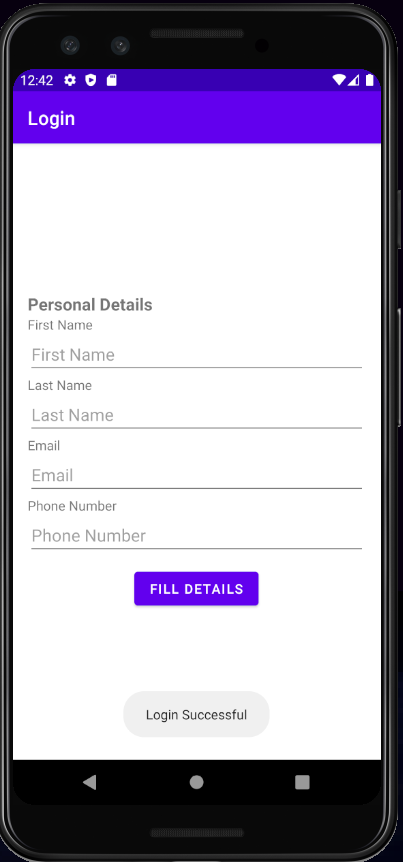 12:42
Login
Personal Details
First Name
First Name
Last Name
Last Name
Email
Email
Phone Number
Phone Number
FILL DETAILS
Login Successful